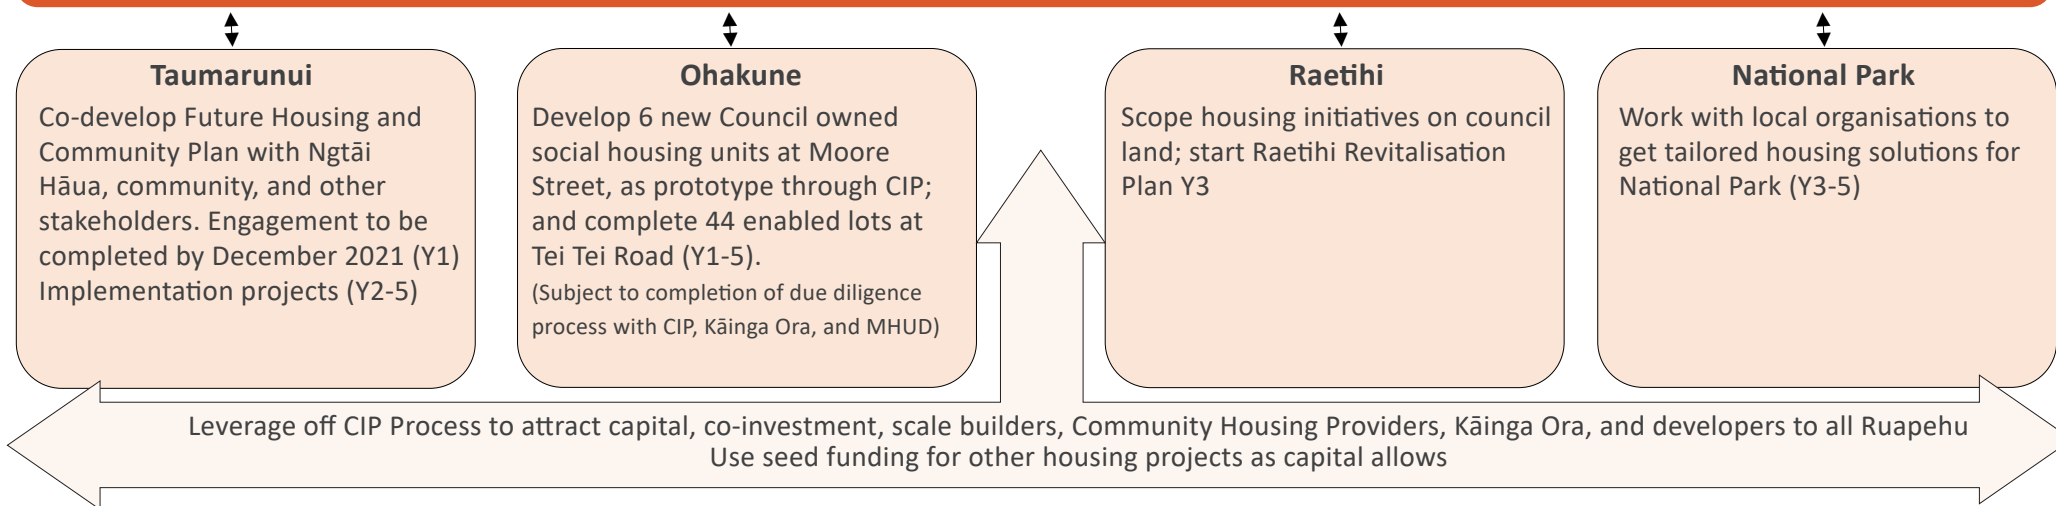 Taumarunui
Co-develop Future Housing and
Community Plan with Ngtāi
Hāua, community, and other
stakeholders. Engagement to be
completed by December 2021 (Y1)
Implementation projects (Y2-5)
Ohakune
Develop 6 new Council owned
social housing units at Moore
Street, as prototype through CIP;
and complete 44 enabled lots at
Tei Tei Road (Y1-5).
(Subject to completion of due diligence
process with CIP, Kāinga Ora, and MHUD)
Raetihi
Scope housing initiatives on council
land; start Raetihi Revitalisation
Plan Y3
National Park
Work with local organisations to
get tailored housing solutions for
National Park (Y3-5)
Leverage off CIP Process to attract capital, co-investment, scale builders, Community Housing Providers, Kāinga Ora, and developers to all Ruapehu
Use seed funding for other housing projects as capital allows